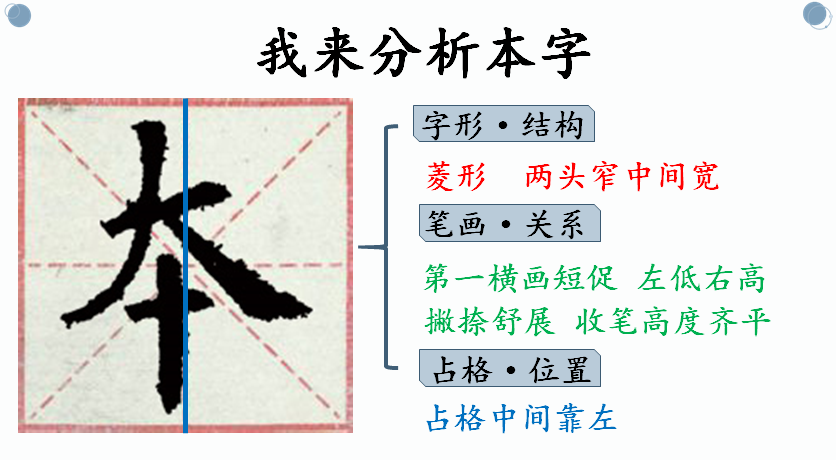 我来分析本字
本
字形·结构
菱形 两头窄中间宽
笔画·关系
第一横画短促 左低右高
撇捺舒展 收笔高度齐平
占格·位置
占格中间靠左